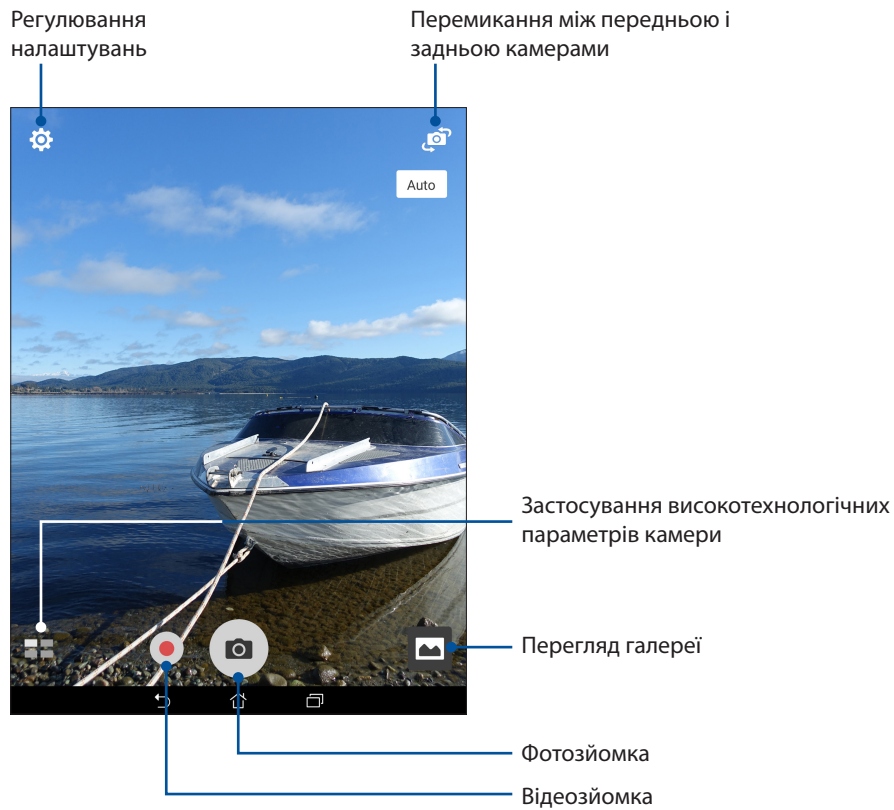 Регулювання
налаштувань
Перемикання між передньою і
задньою камерами
Auto
Застосування високотехнологічних
параметрів камери
Перегляд галереї
Фотозйомка
Відеозйомка